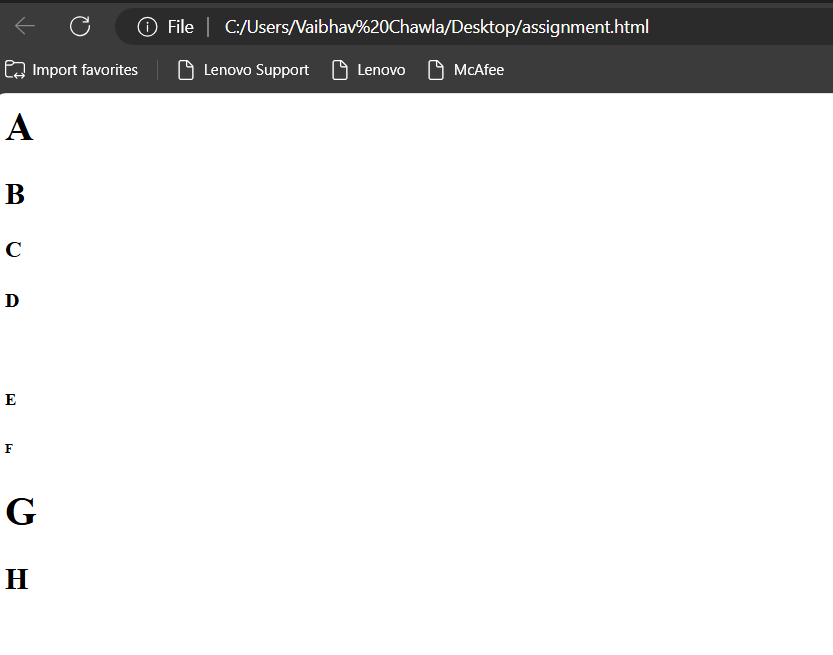 File | C:/Users/Vaibhav%20Chawla/Desktop/assignment.html
Import favorites | Lenovo Support Lenovo McAfee
A
B
C
D
E
F
G
H